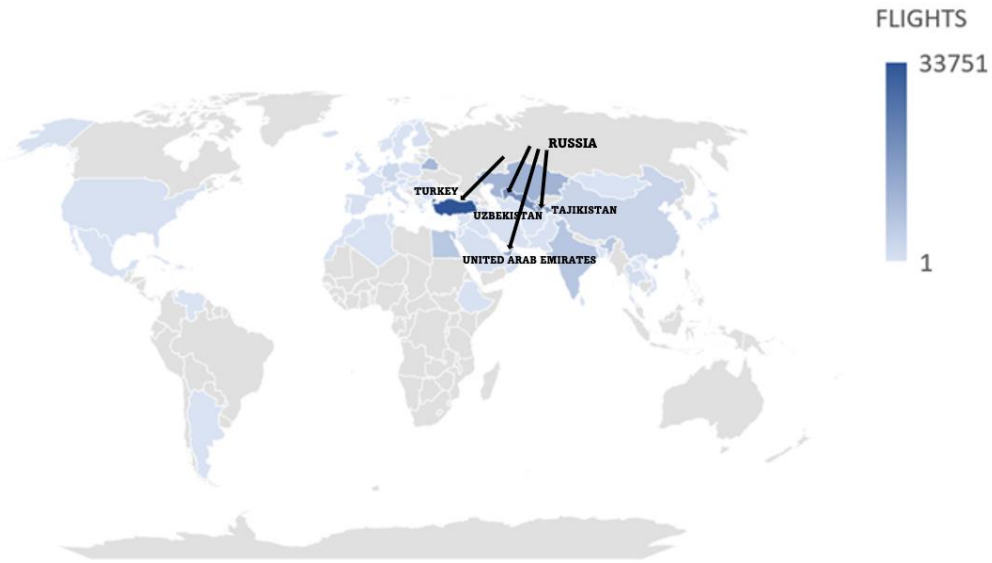 FLIGHTS
33751
RUSSIA
TURKEY
TAJIKISTAN
UZBEKISTAN
UNITED ARAB EMIRATES
1